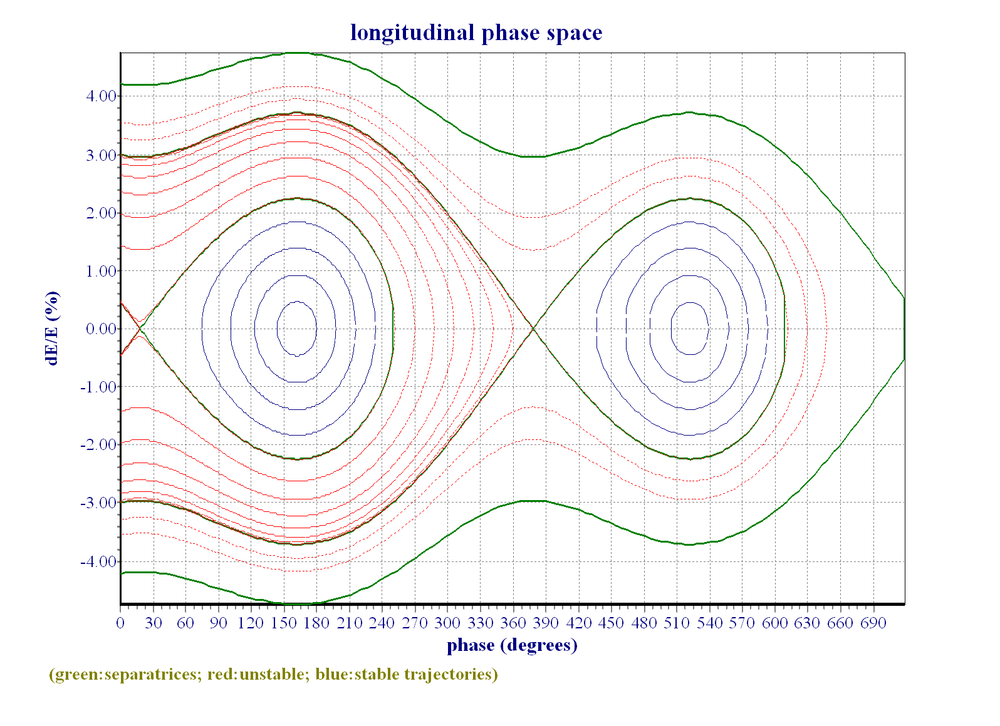 longitudinal phase space
4.00
3.00
2.00
1.00
0.00
-1.00
-2.00
-3.00
-4.00
dE/E (%)
0 30 60 90 120 150 180 210 240 270 300 330 360 390 420 450 480 510 540 570 600 630 660 690
phase (degrees)
(green:separatrices; red:unstable; blue:stable trajectories)